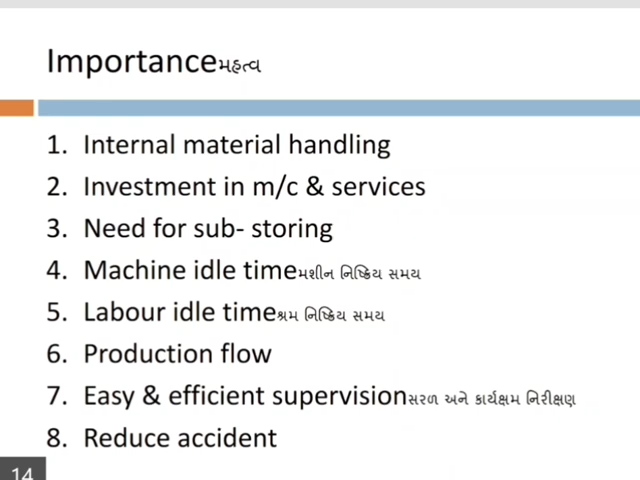 Importanceમહત્વ
1. Internal material handling
2. Investment in m/c & services
3. Need for sub- storing
4. Machine idle timeમશીન નિષ્ક્રિય સમય
5. Labour idle timeશ્રમ નિષ્ક્રિય સમય
6. Production flow
7. Easy & efficient supervisionસરળ અને કાર્યક્ષમ નિરીક્ષણ
8. Reduce accident
14